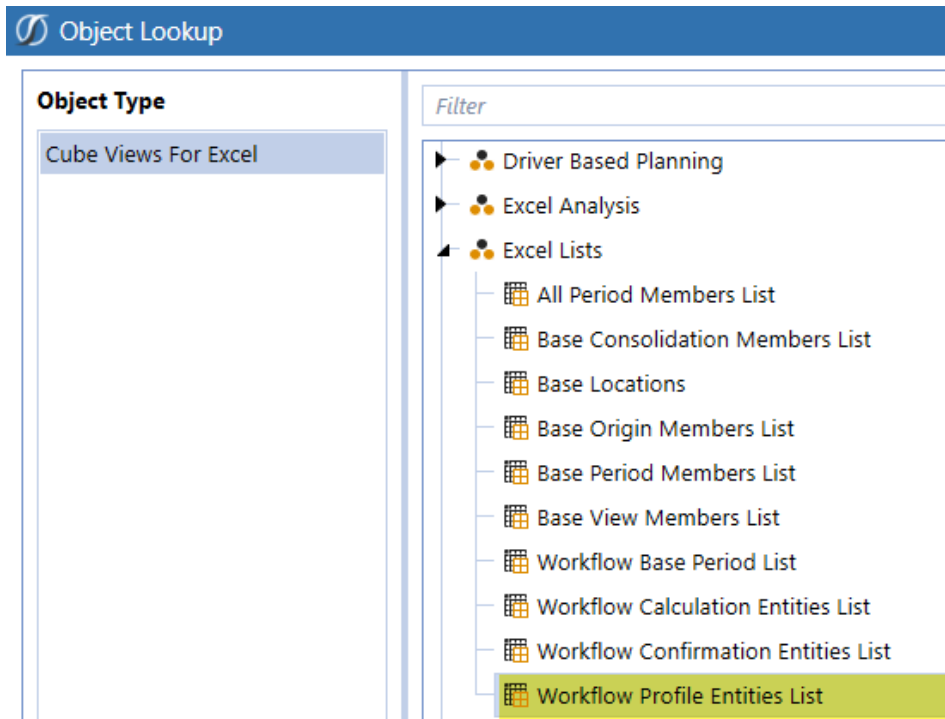 Object Lookup
Object Type
Cube Views For Excel
Filter
Driver Based Planning
Excel Analysis
Excel Lists
All Period Members List
Base Consolidation Members List
Base Locations
Base Origin Members List
Base Period Members List
Base View Members List
Workflow Base Period List
Workflow Calculation Entities List
Workflow Confirmation Entities List
Workflow Profile Entities List